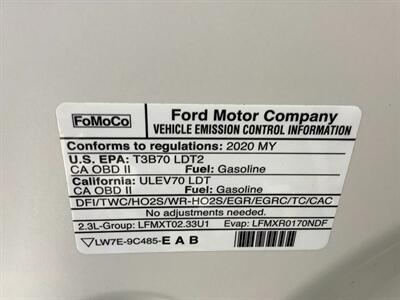 FoMoCo
Ford Motor Company
VEHICLE EMISSION CONTROL INFORMATION
Conforms to regulations: 2020 MY
U.S. EPA: T3B70 LDT2
CA OBD II Fuel: Gasoline
California: ULEV70 LDT
CA OBD II Fuel: Gasoline
DFI/TWC/HO2S/WR-HO2S/EGR/EGRC/TC/CAC
No adjustments needed.
2.3L-Group: LFMXT02.33U1 Evap: LFMXR0170NDF
LW7E-9C485-EAB